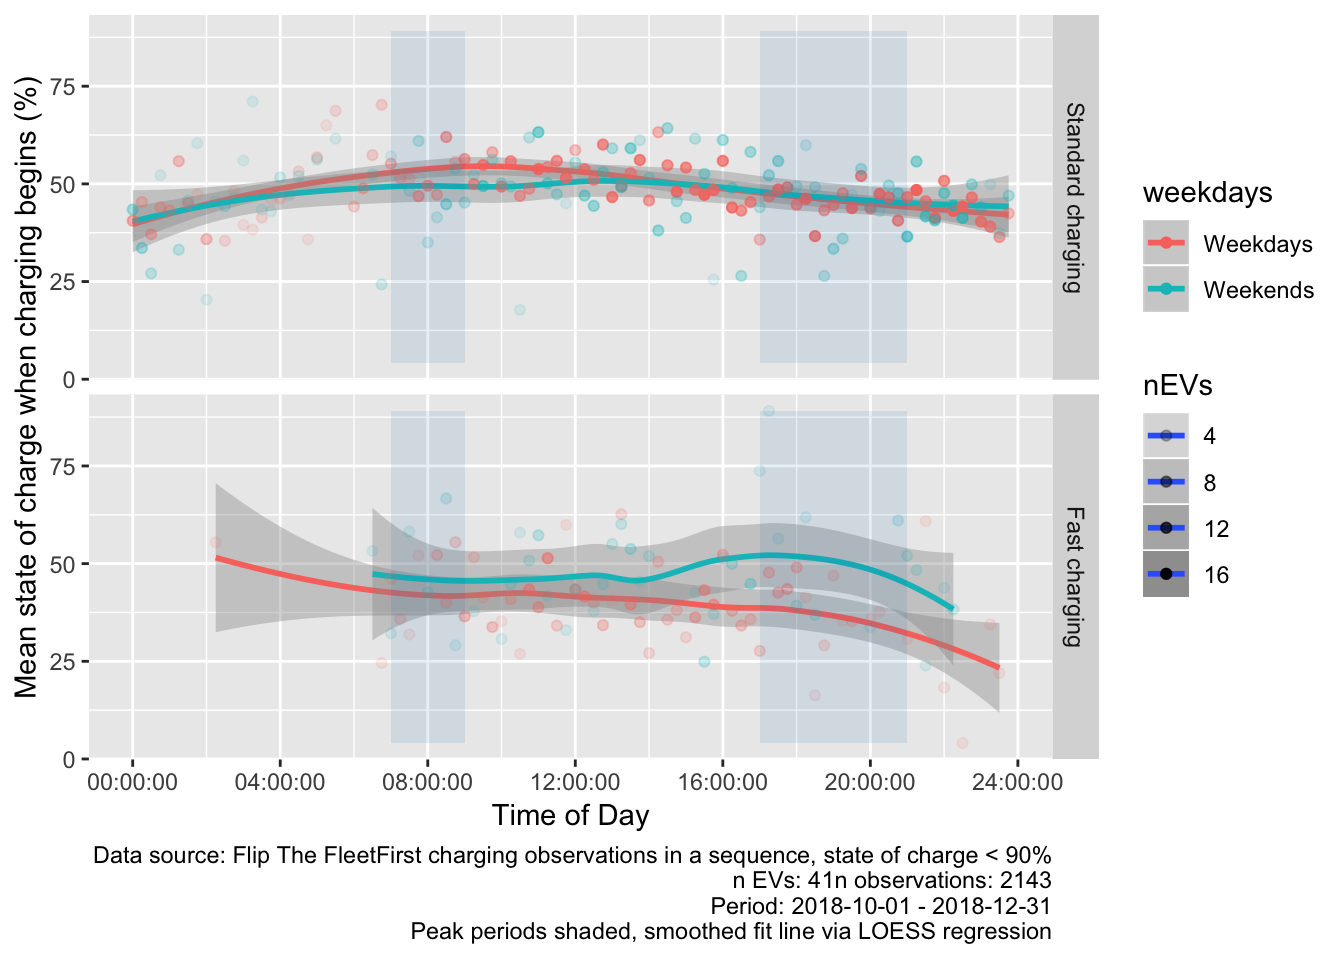 Mean state of charge when charging begins (%)
75
50
25
0
Standard charging
75
50
25
0
Fast charging
00:00:00 04:00:00 08:00:00 12:00:00 16:00:00 20:00:00 24:00:00
Time of Day
weekdays
Weekdays
Weekends
nEVs
4
8
12
16
Data source: Flip The FleetFirst charging observations in a sequence, state of charge < 90%
n EVs: 41n observations: 2143
Period: 2018-10-01 - 2018-12-31
Peak periods shaded, smoothed fit line via LOESS regression